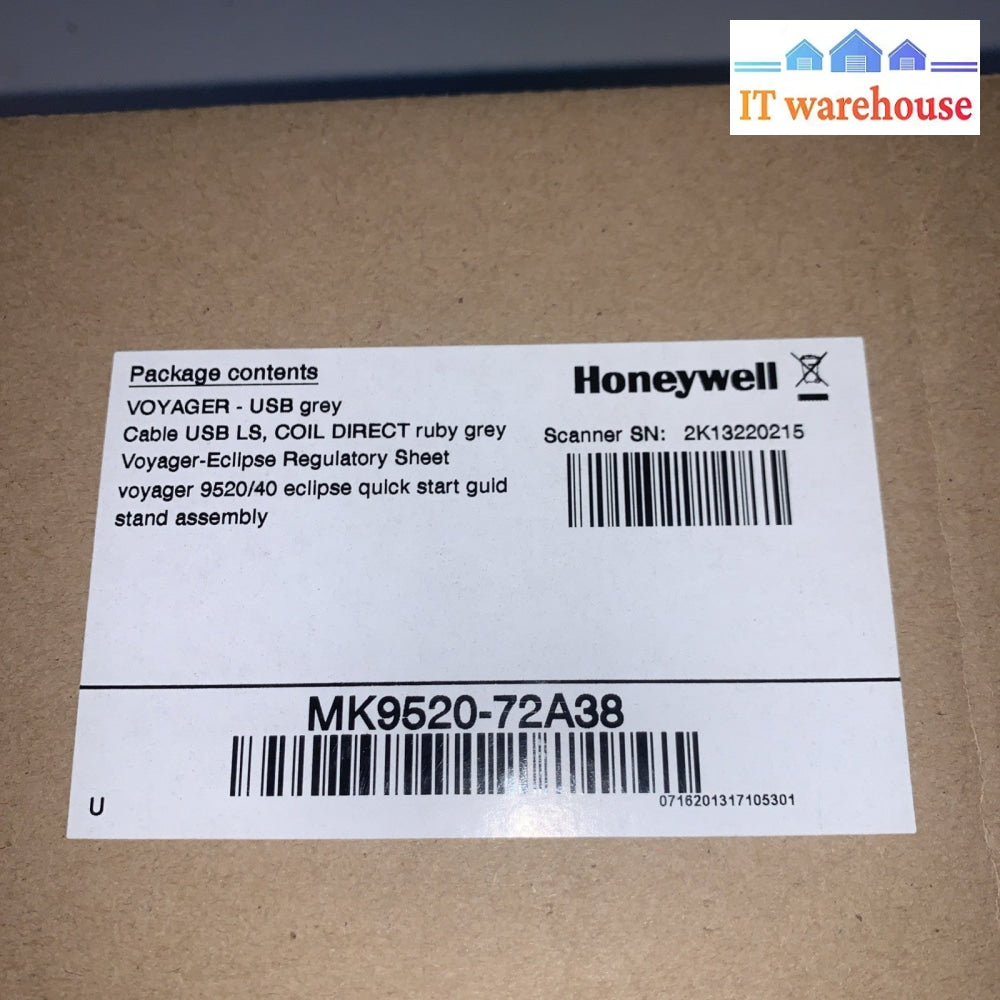 IT warehouse
Package contents
VOYAGER - USB grey
Cable USB LS, COIL DIRECT ruby grey
Voyager-Eclipse Regulatory Sheet
voyager 9520/40 eclipse quick start guid
stand assembly
Honeywell
Scanner SN: 2K13220215
MK9520-72A38
0716201317105301
U